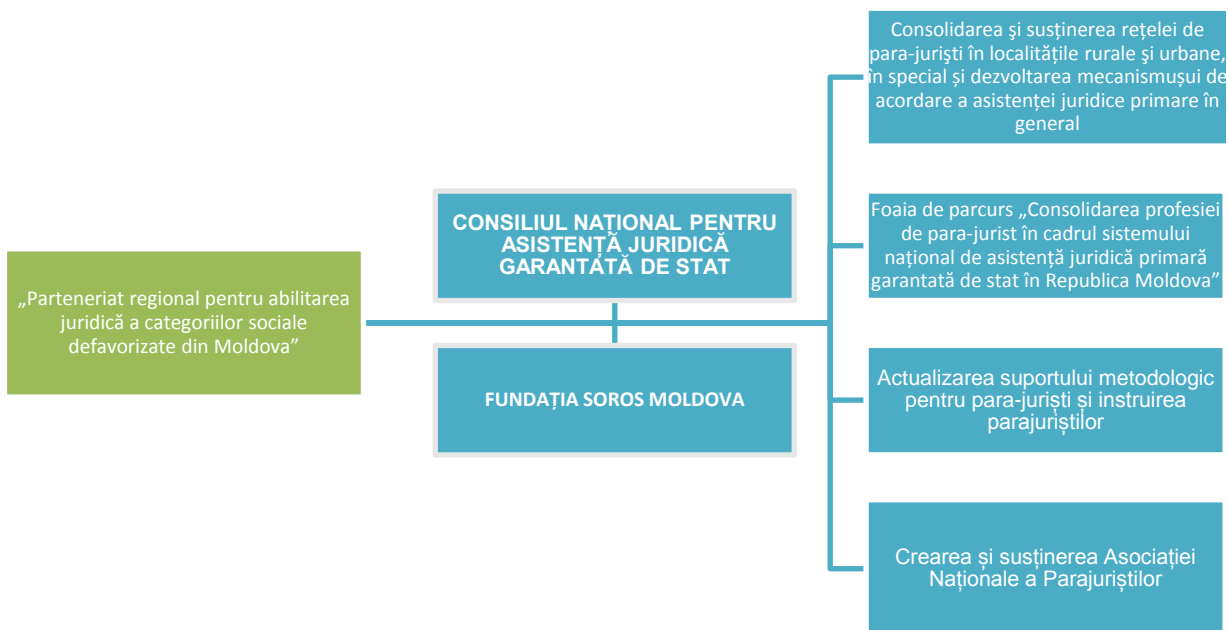 „Parteneriat regional pentru abilitarea
juridică a categoriilor sociale
defavorizate din Moldova”
CONSILIUL NAȚIONAL PENTRU
ASISTENȚĂ JURIDICĂ
GARANTATĂ DE STAT
FUNDAȚIA SOROS MOLDOVA
Consolidarea şi susținerea rețelei de
para-jurişti în localitățile rurale şi urbane,
în special și dezvoltarea mecanismușui de
acordare a asistenței juridice primare în
general
Foaia de parcurs „Consolidarea profesiei
de para-jurist în cadrul sistemului
național de asistență juridică primară
garantată de stat în Republica Moldova”
Actualizarea suportului metodologic
pentru para-juriști și instruirea
parajuriștilor
Crearea și susținerea Asociației
Naționale a Parajuriștilor